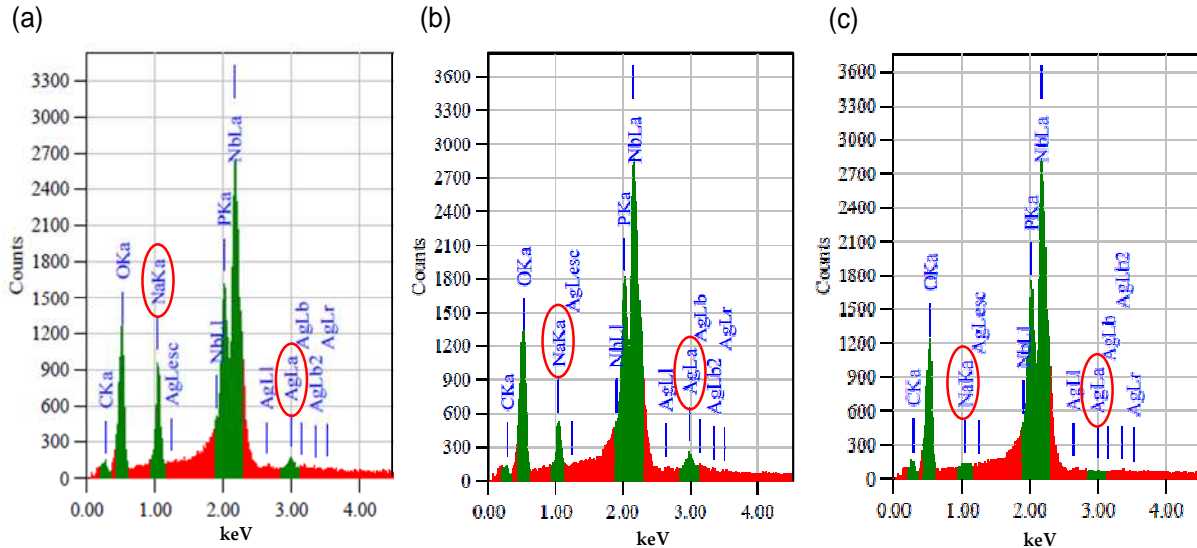 (a)
Counts
3300
3000
2700
2400
2100
1800
1500
1200
900
600
300
0
CKa
OKa
NaKa
AgLesc
NbLl
PKa
NbLa
AgLl
AgLa
AgLb
AgLb2
AgLr
0.00 1.00 2.00 3.00 4.00
keV
(b)
Counts
3600
3300
3000
2700
2400
2100
1800
1500
1200
900
600
300
0
CKa
OKa
NaKa
AgLesc
NbLl
PKa
NbLa
AgLl
AgLa
AgLb
AgLb2
AgLr
0.00 1.00 2.00 3.00 4.00
keV
(c)
Counts
3600
3300
3000
2700
2400
2100
1800
1500
1200
900
600
300
0
CKa
OKa
NaKa
AgLesc
NbLl
PKa
NbLa
AgLl
AgLa
AgLb
AgLb2
AgLr
0.00 1.00 2.00 3.00 4.00
keV